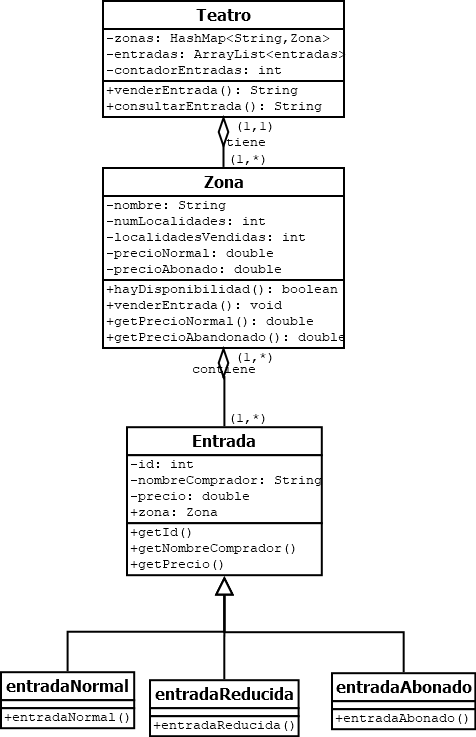 Teatro
-zonas: HashMap<String,Zona>
-entradas: ArrayList<entradas>
-contadorEntradas: int
+venderEntrada(): String
+consultarEntrada(): String
(1,1)
tiene
(1,*)
Zona
-nombre: String
-numLocalidades: int
-localidadesVendidas: int
-precioNormal: double
-precioAbonado: double
+hayDisponibilidad(): boolean
+venderEntrada(): void
+getPrecioNormal(): double
+getPrecioAbandonado(): double
(1,*)
contiene
(1,*)
Entrada
-id: int
-nombreComprador: String
-precio: double
+zona: Zona
+getId()
+getNombreComprador()
+getPrecio()
entradaNormal
+entradaNormal()
entradaReducida
+entradaReducida()
entradaAbonado
+entradaAbonado()